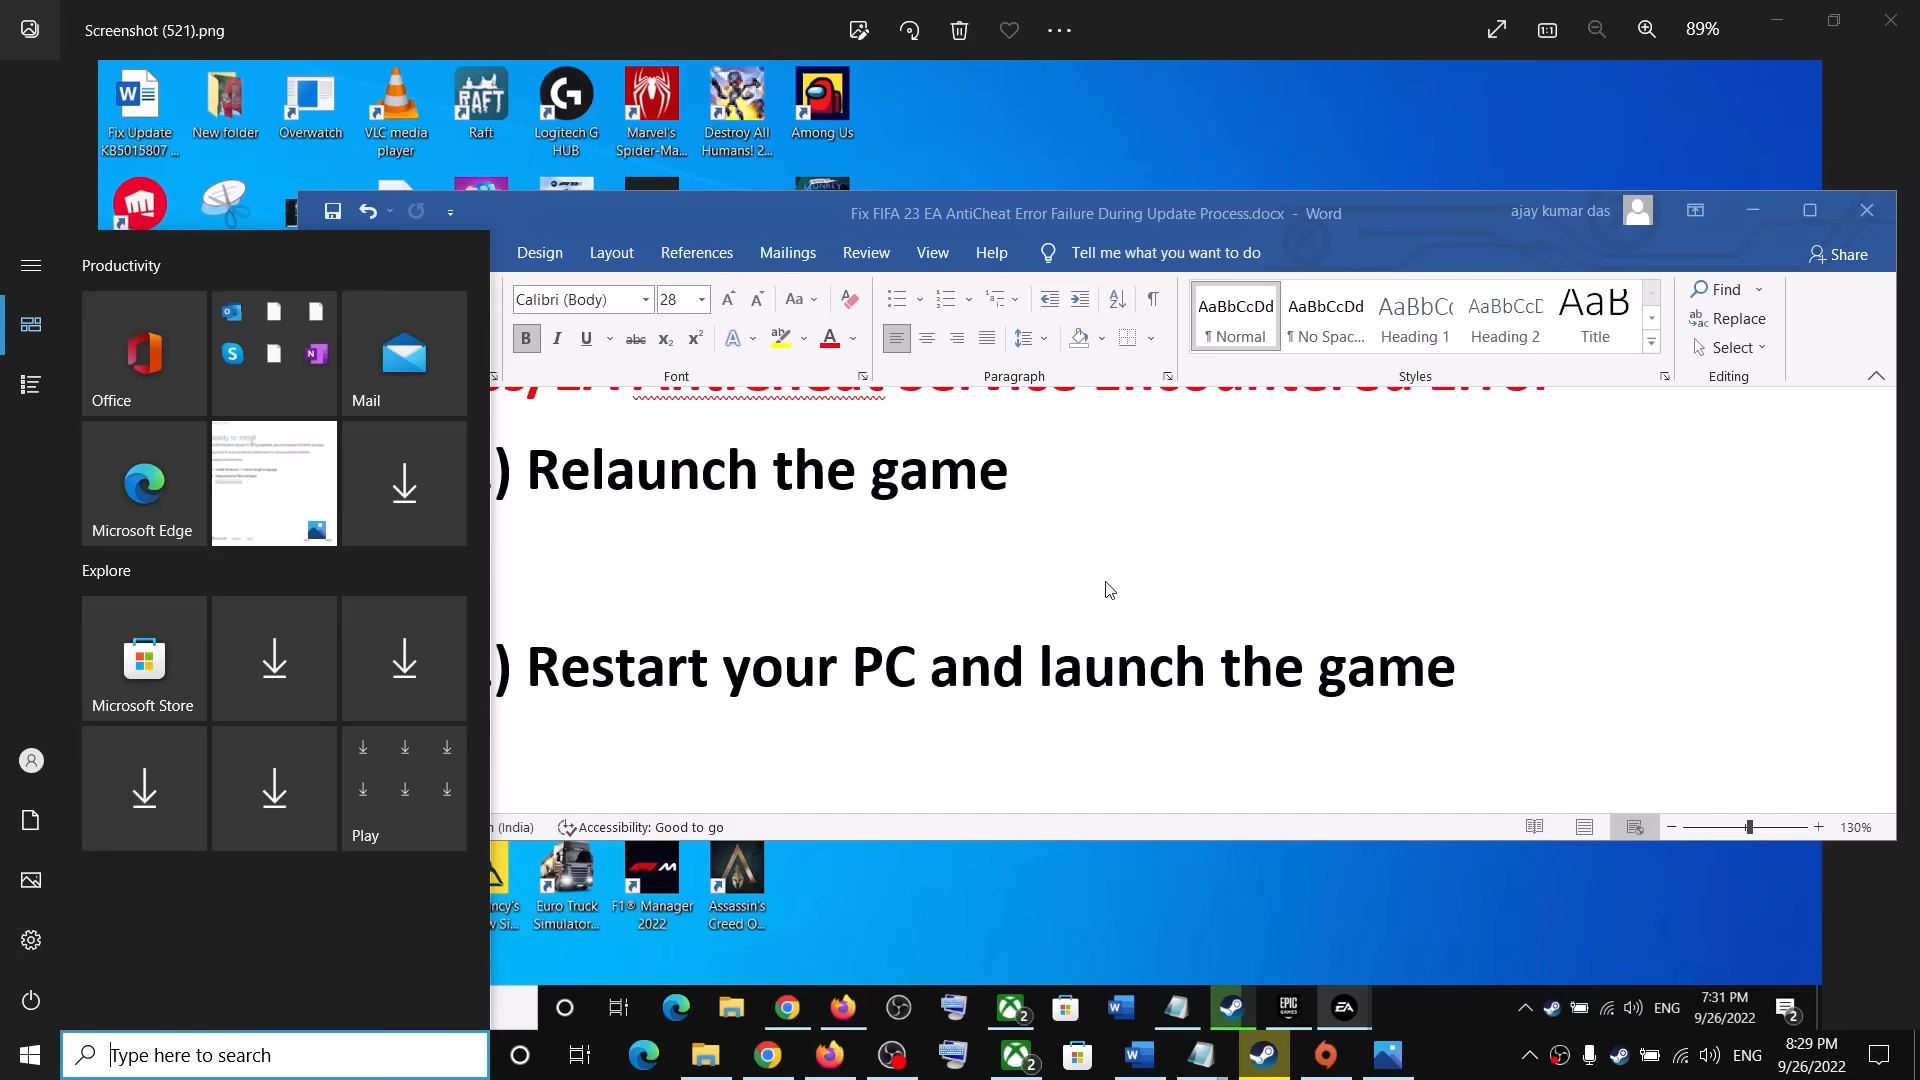 Screenshot (521).png
89%
Fix Update
KB5015807 ...
New folder
Overwatch
VLC media
player
Raft
Logitech G
HUB
Marvel's
Spider-Ma...
Destroy All
Humans! 2...
Among Us
Fix FIFA 23 EA AntiCheat Error Failure During Update Process.docx - Word
ajay kumar das
Design
Layout
References
Mailings
Review
View
Help
Tell me what you want to do
Share
Calibri (Body)
28
Aa
AaBbCcDd
¶ Normal
AaBbCcDd
¶ No Spac...
Heading 1
AaBbCcD
Heading 2
AaB
Title
Find
Replace
Select
Font
Paragraph
Styles
Editing
) Relaunch the game
) Restart your PC and launch the game
(India)
Accessibility: Good to go
130%
Productivity
Office
Mail
Microsoft Edge
Explore
Microsoft Store
Play
Euro Truck
Simulator...
F1® Manager
2022
Assassin's
Creed O...
ENG
7:31 PM
9/26/2022
2
Type here to search
ENG
8:29 PM
9/26/2022